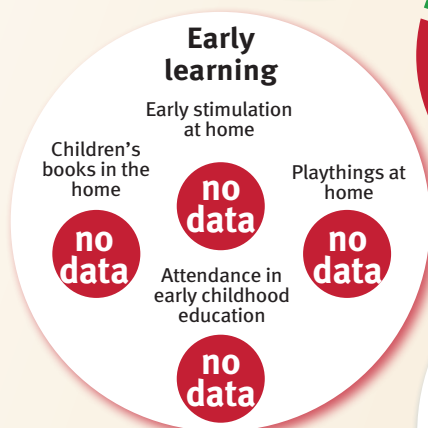 Early
learning
Early stimulation
at home
no
data
Children’s
books in the
home
no
data
Playthings at
home
no
data
Attendance in
early childhood
education
no
data